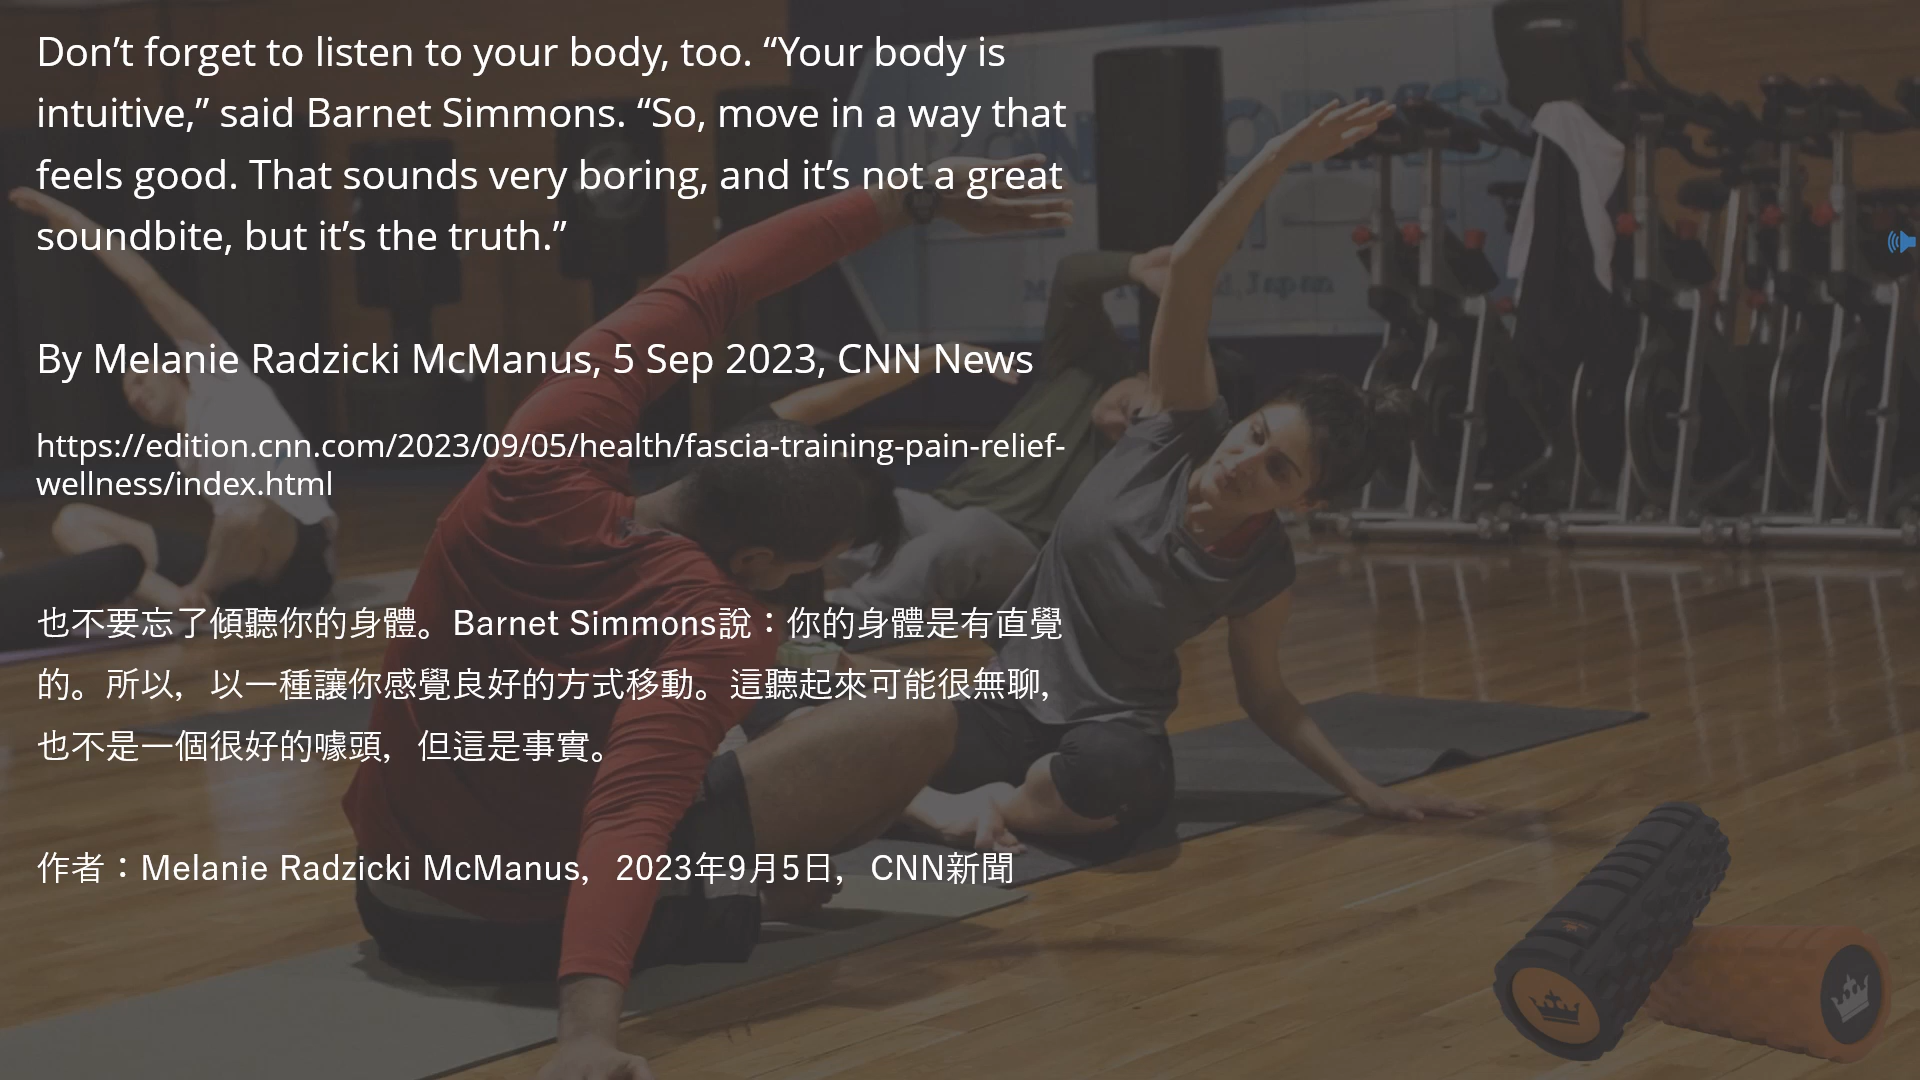 Don’t forget to listen to your body, too. “Your body is
intuitive,” said Barnet Simmons. “So, move in a way that
feels good. That sounds very boring, and it’s not a great
soundbite, but it’s the truth.”
By Melanie Radzicki McManus, 5 Sep 2023, CNN News
https://edition.cnn.com/2023/09/05/health/fascia-training-pain-relief-
wellness/index.html
也不要忘了傾聽你的身體。Barnet Simmons說：你的身體是有直覺
的。所以，以一種讓你感覺良好的方式移動。這聽起來可能很無聊，
也不是一個很好的噱頭，但這是事實。
作者：Melanie Radzicki McManus，2023年9月5日，CNN新聞